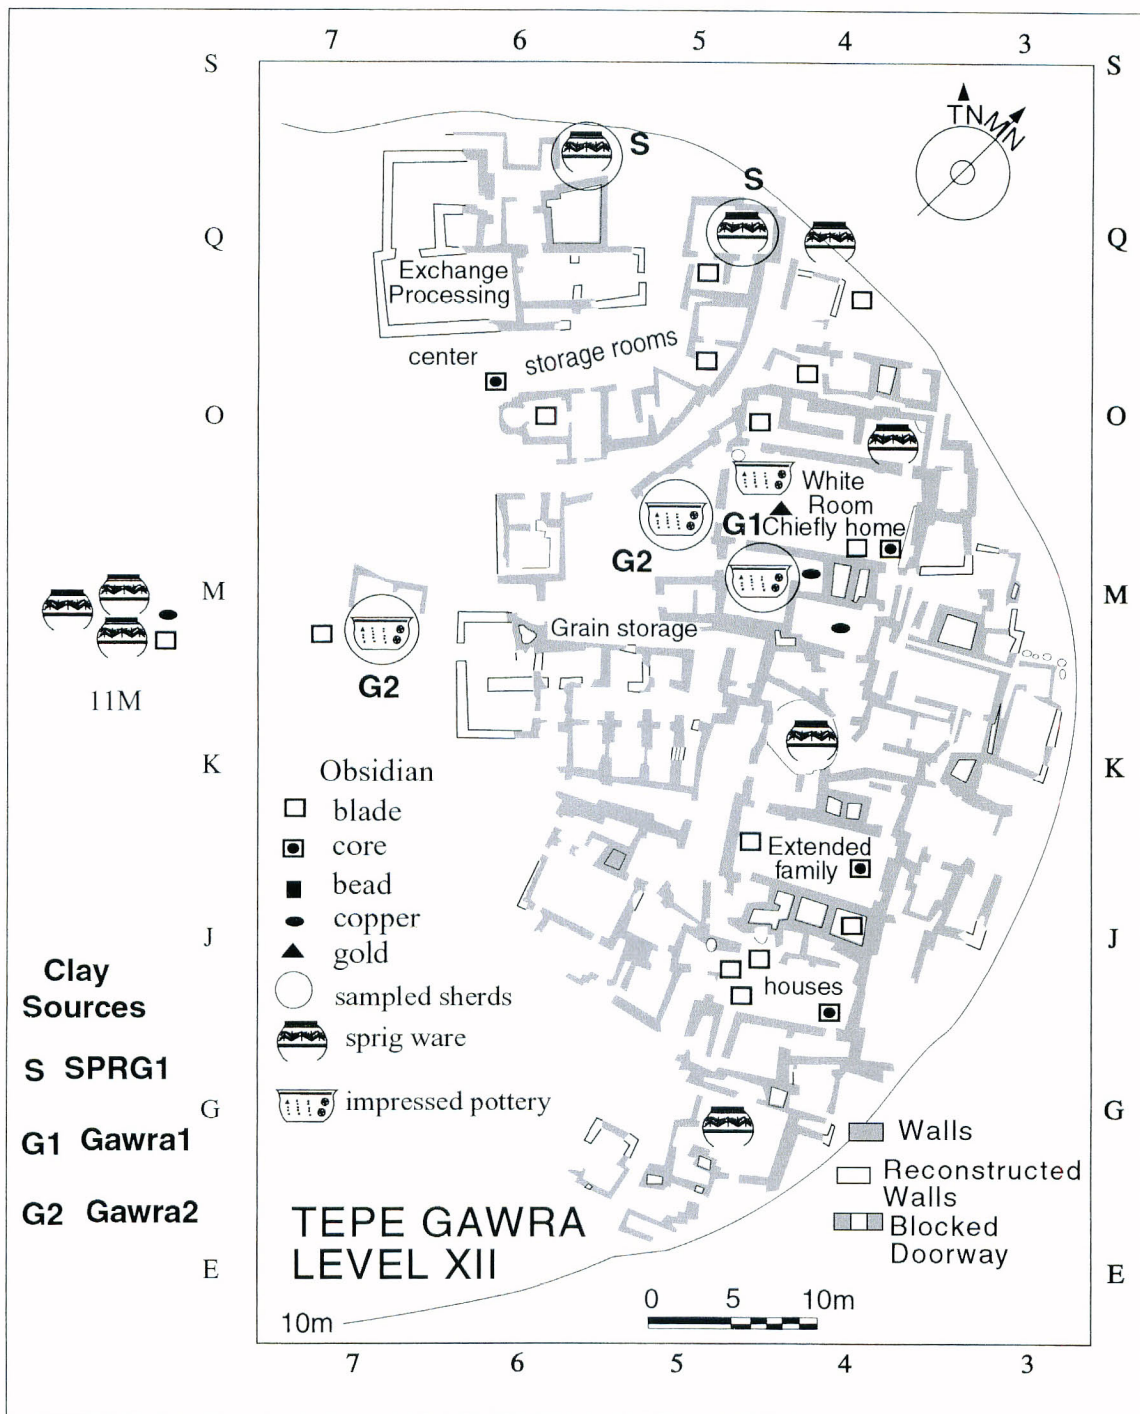 7 6 5 4 3
S S
TN MN
S
S
Q Q
Exchange
Processing
center
storage rooms
O O
White
Room
G1 Chiefly home
G2
M M
Grain storage
G2
11M
K K
Obsidian
blade
core
bead
copper
gold
sampled sherds
sprig ware
impressed pottery
Extended
family
J J
houses
Clay
Sources
S SPRG1
G1 Gawra1
G2 Gawra2
G G
Walls
Reconstructed
Walls
Blocked
Doorway
TEPE GAWRA
LEVEL XII
E E
10m
0 5 10m
7 6 5 4 3